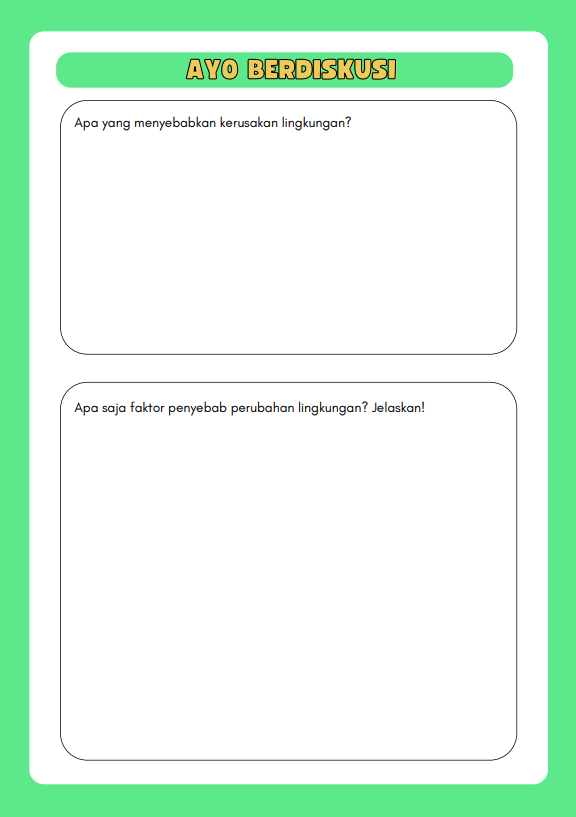 AYO BERDISKUSI
Apa yang menyebabkan kerusakan lingkungan?
Apa saja faktor penyebab perubahan lingkungan? Jelaskan!